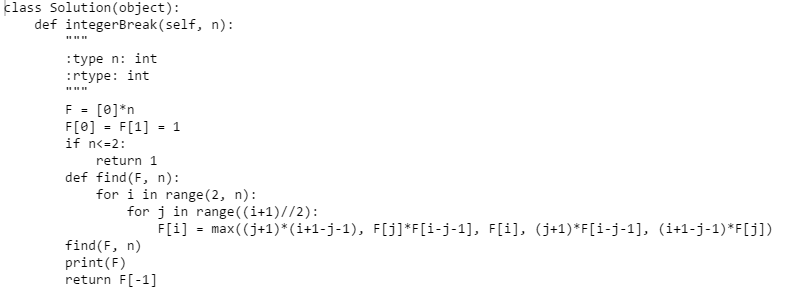 class Solution(object):
    def integerBreak(self, n):
        """
        :type n: int
        :rtype: int
        """
        F = [0]*n
        F[0] = F[1] = 1
        if n<=2:
            return 1
        def find(F, n):
            for i in range(2, n):
                for j in range((i+1)//2):
                    F[i] = max((j+1)*(i+1-j-1), F[j]*F[i-j-1], F[i], (j+1)*F[i-j-1], (i+1-j-1)*F[j])
        find(F, n)
        print(F)
        return F[-1]